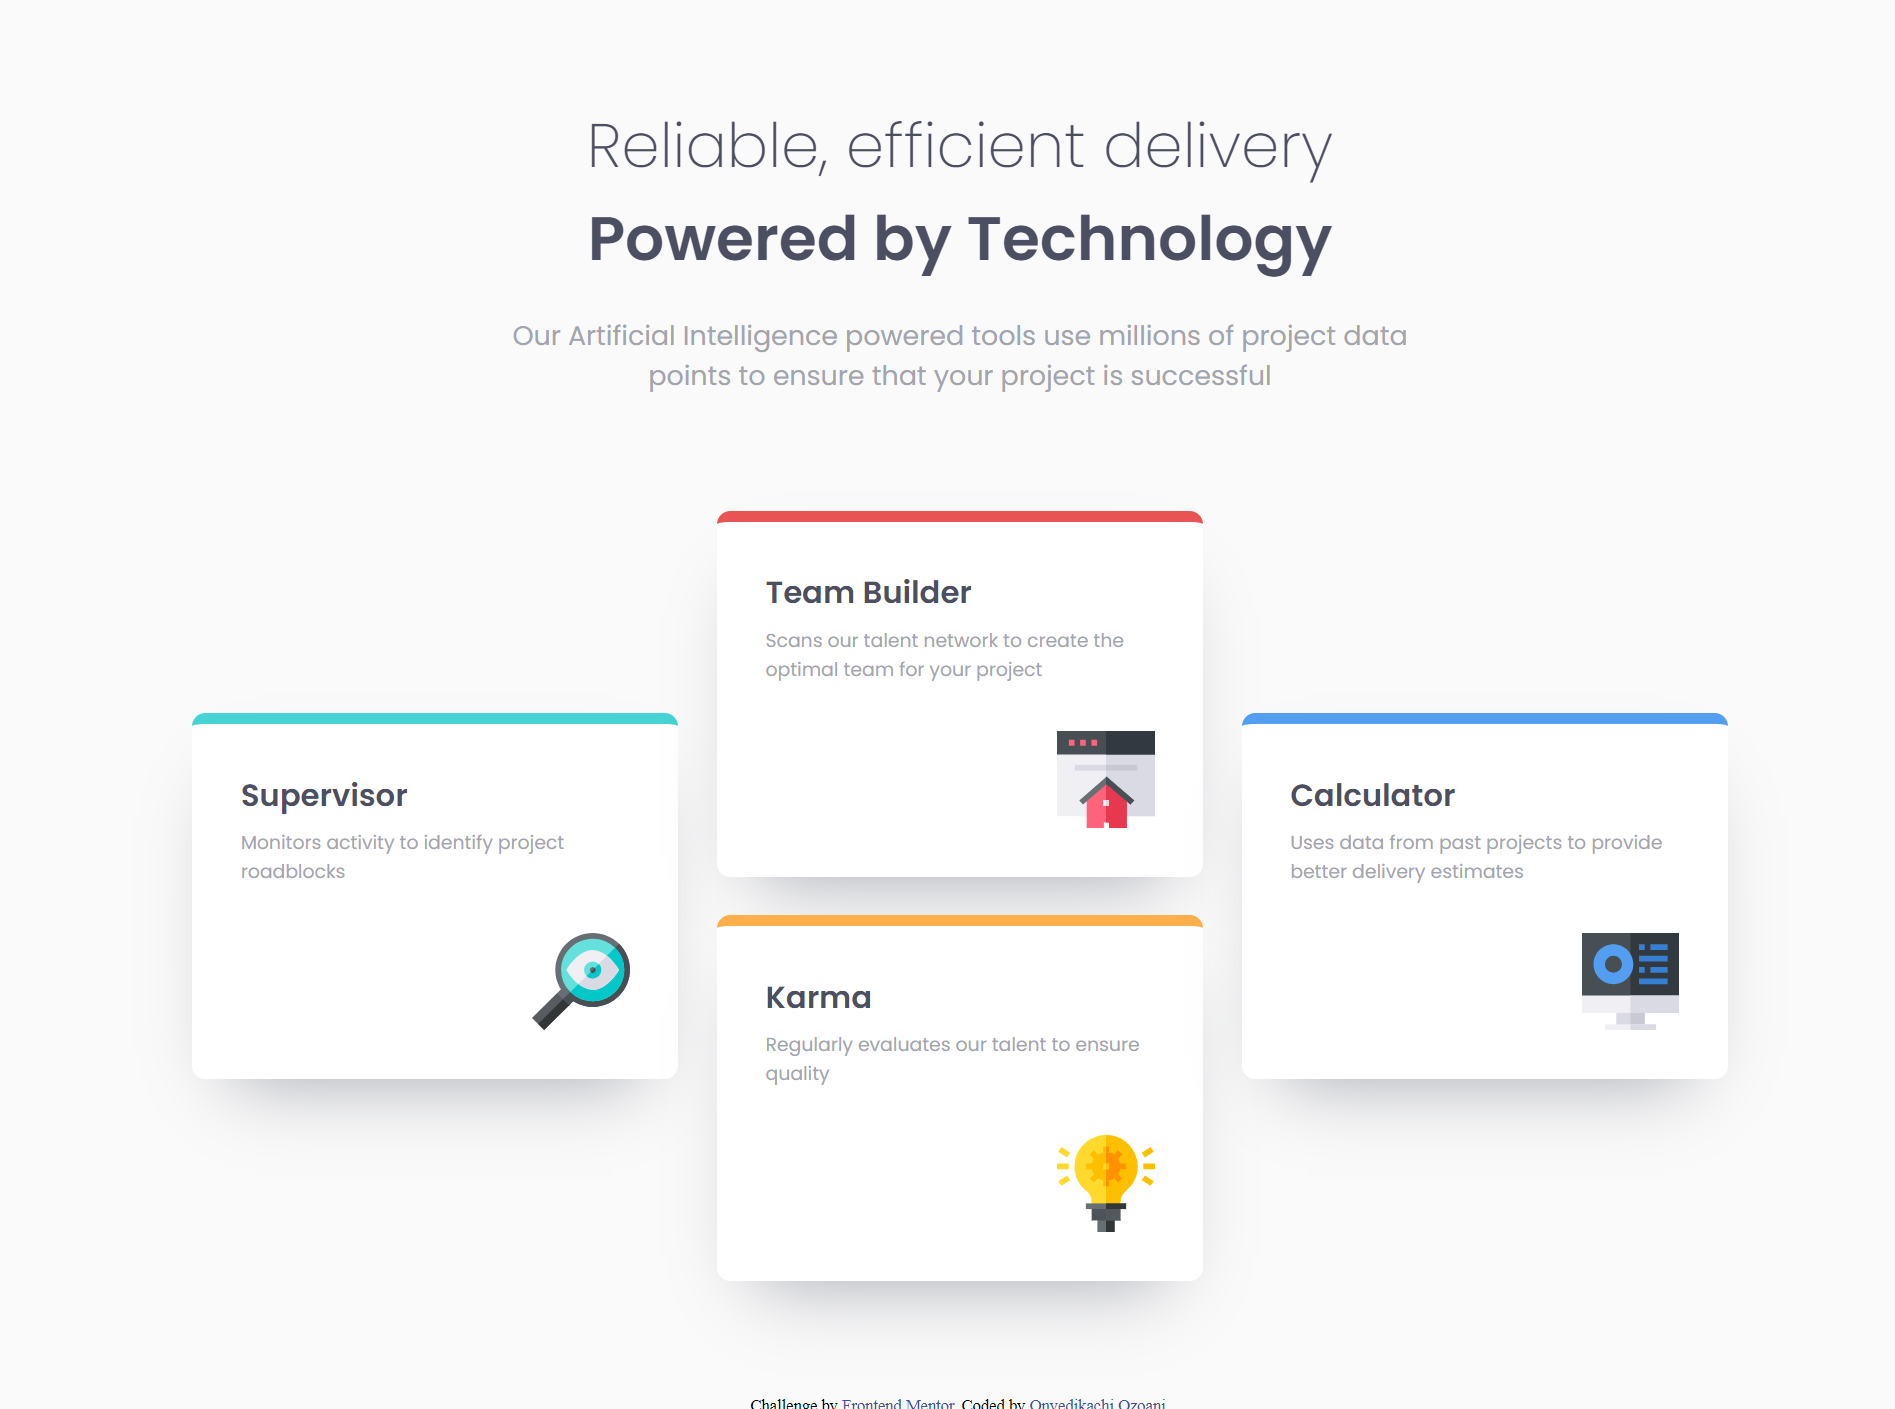 Reliable, efficient delivery
Powered by Technology
Our Artificial Intelligence powered tools use millions of project data
points to ensure that your project is successful
Team Builder
Scans our talent network to create the
optimal team for your project
Supervisor
Monitors activity to identify project
roadblocks
Calculator
Uses data from past projects to provide
better delivery estimates
Karma
Regularly evaluates our talent to ensure
quality
Challenge by Frontend Mentor. Coded by Onyedikachi Ozoani